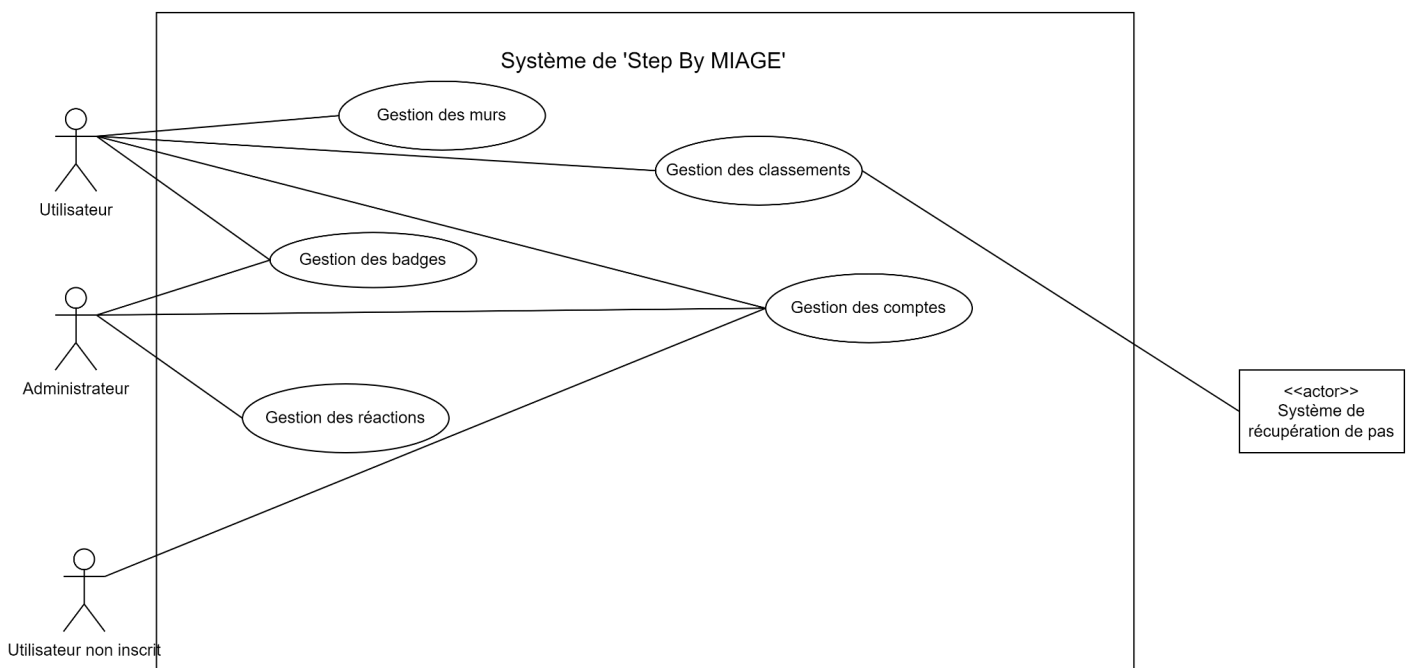 Système de 'Step By MIAGE'
Gestion des murs
Gestion des classements
Utilisateur
Gestion des badges
Gestion des comptes
Administrateur
<<actor>>
Système de
récupération de pas
Gestion des réactions
Utilisateur non inscrit